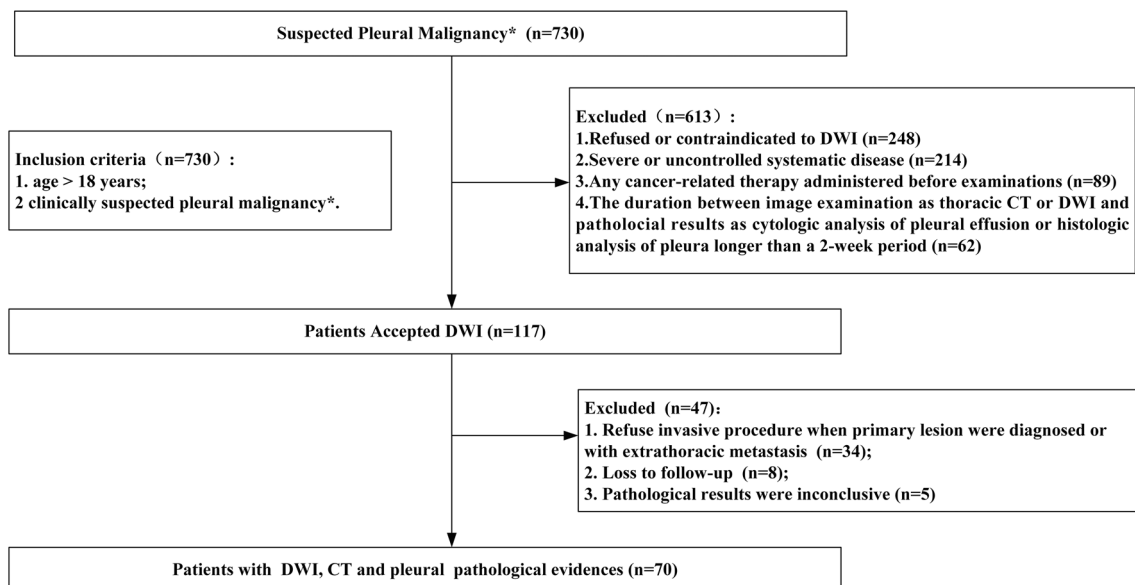 Suspected Pleural Malignancy* (n=730)
Inclusion criteria（n=730）:
1. age > 18 years;
2 clinically suspected pleural malignancy*.
Excluded（n=613）:
1.Refused or contraindicated to DWI (n=248)
2.Severe or uncontrolled systematic disease (n=214)
3.Any cancer-related therapy administered before examinations (n=89)
4.The duration between image examination as thoracic CT or DWI and
patholocial results as cytologic analysis of pleural effusion or histologic
analysis of pleura longer than a 2-week period (n=62)
Patients Accepted DWI (n=117)
Excluded (n=47):
1. Refuse invasive procedure when primary lesion were diagnosed or
with extrathoracic metastasis (n=34);
2. Loss to follow-up (n=8);
3. Pathological results were inconclusive (n=5)
Patients with DWI, CT and pleural pathological evidences (n=70)